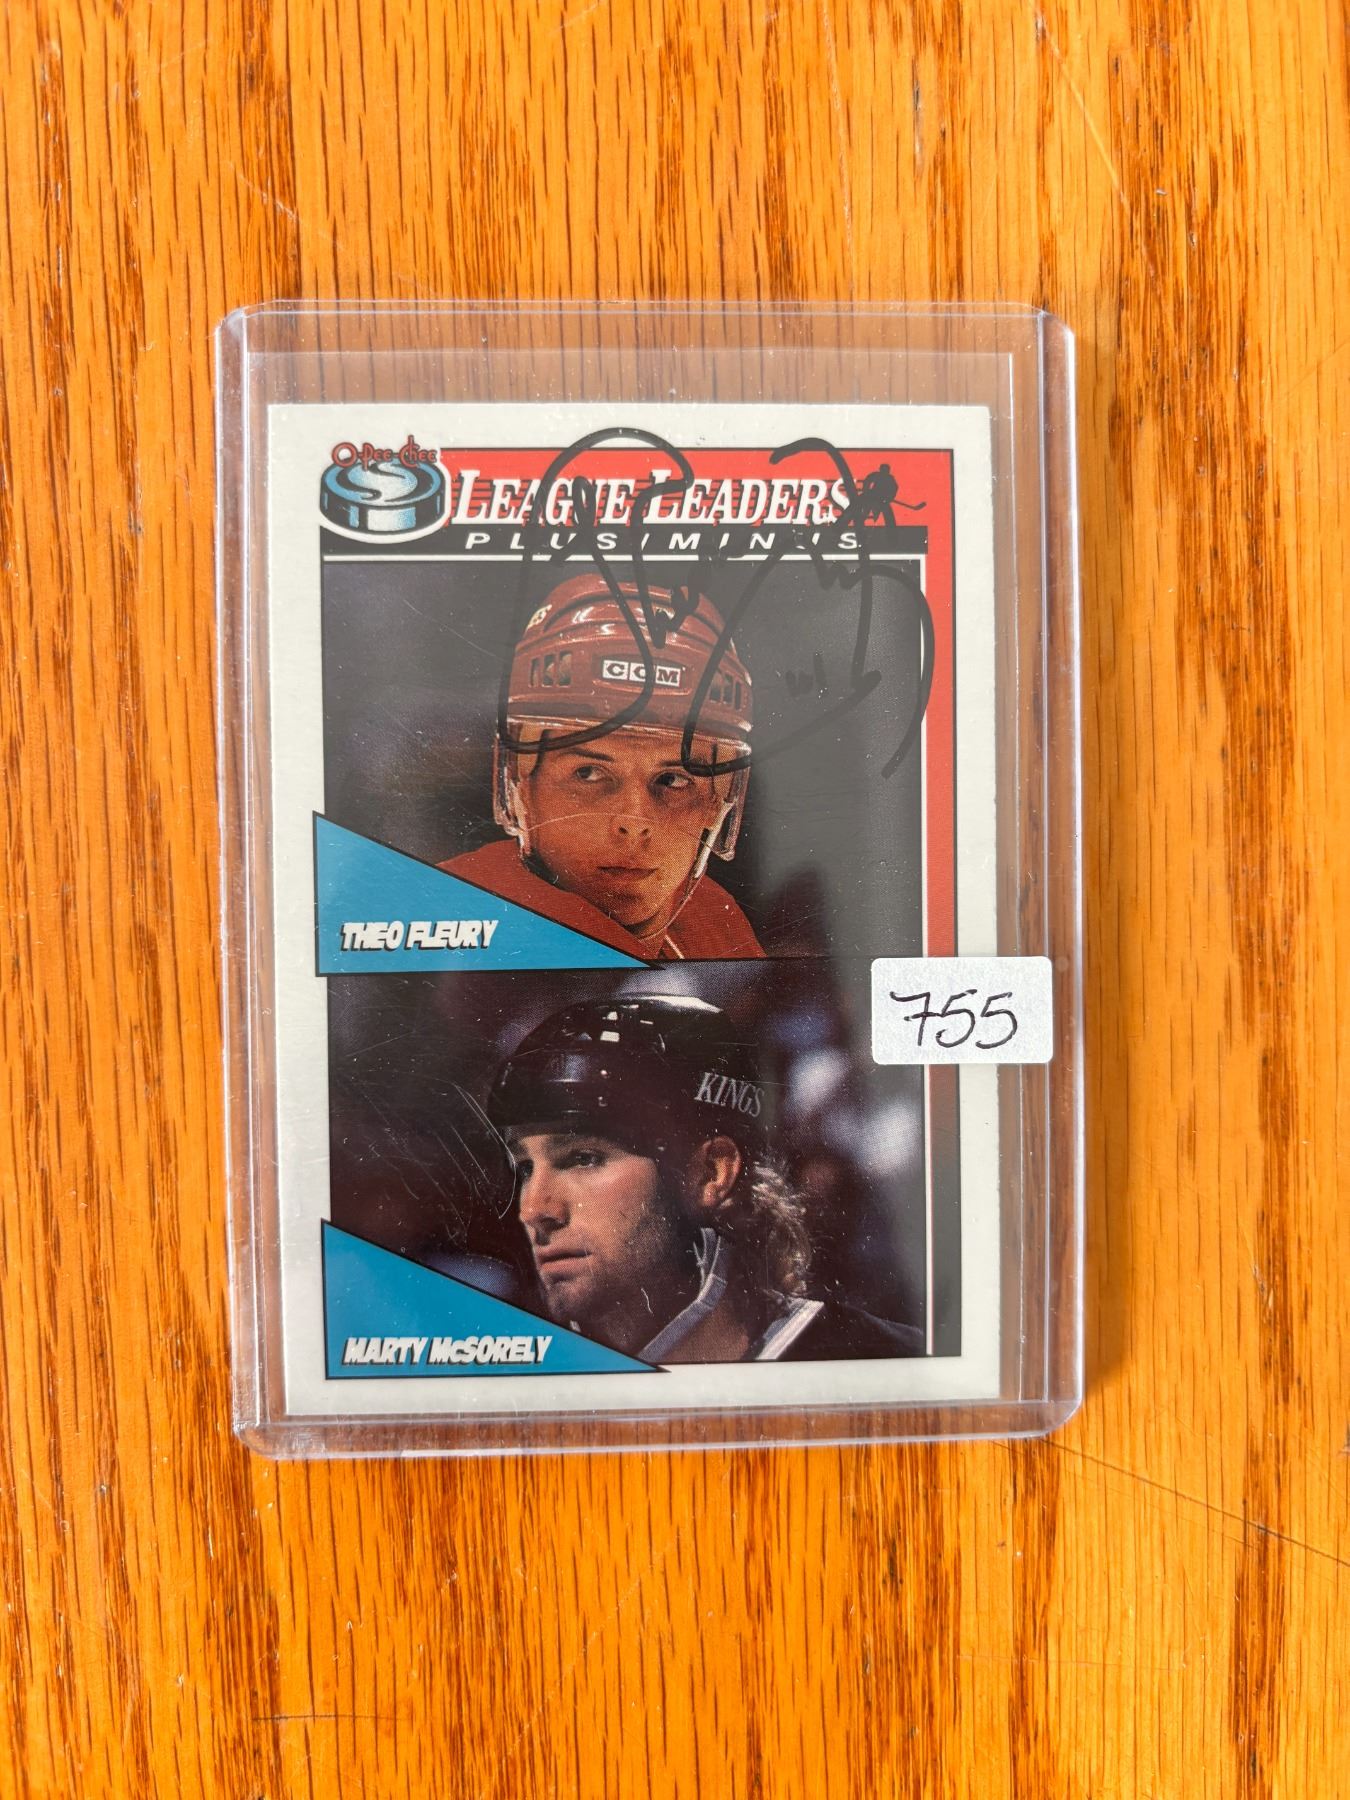 O-Pee-Chee
LEAGUE LEADERS
PLUS/MINUS
CCM
THEO FLEURY
755
KINGS
MARTY McSORELY